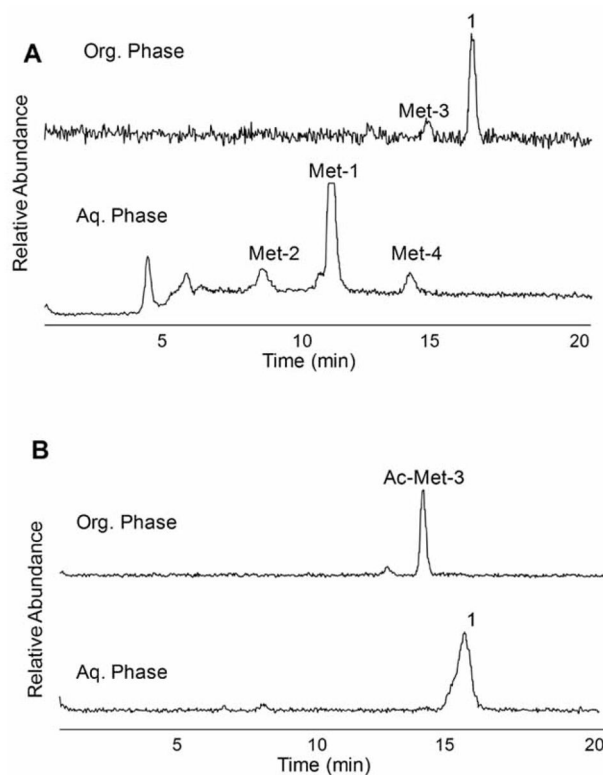 A
Org. Phase
1
Met-3
Relative Abundance
Aq. Phase
Met-1
Met-2
Met-4
5 10 15 20
Time (min)
B
Ac-Met-3
Org. Phase
Relative Abundance
1
Aq. Phase
5 10 15 20
Time (min)